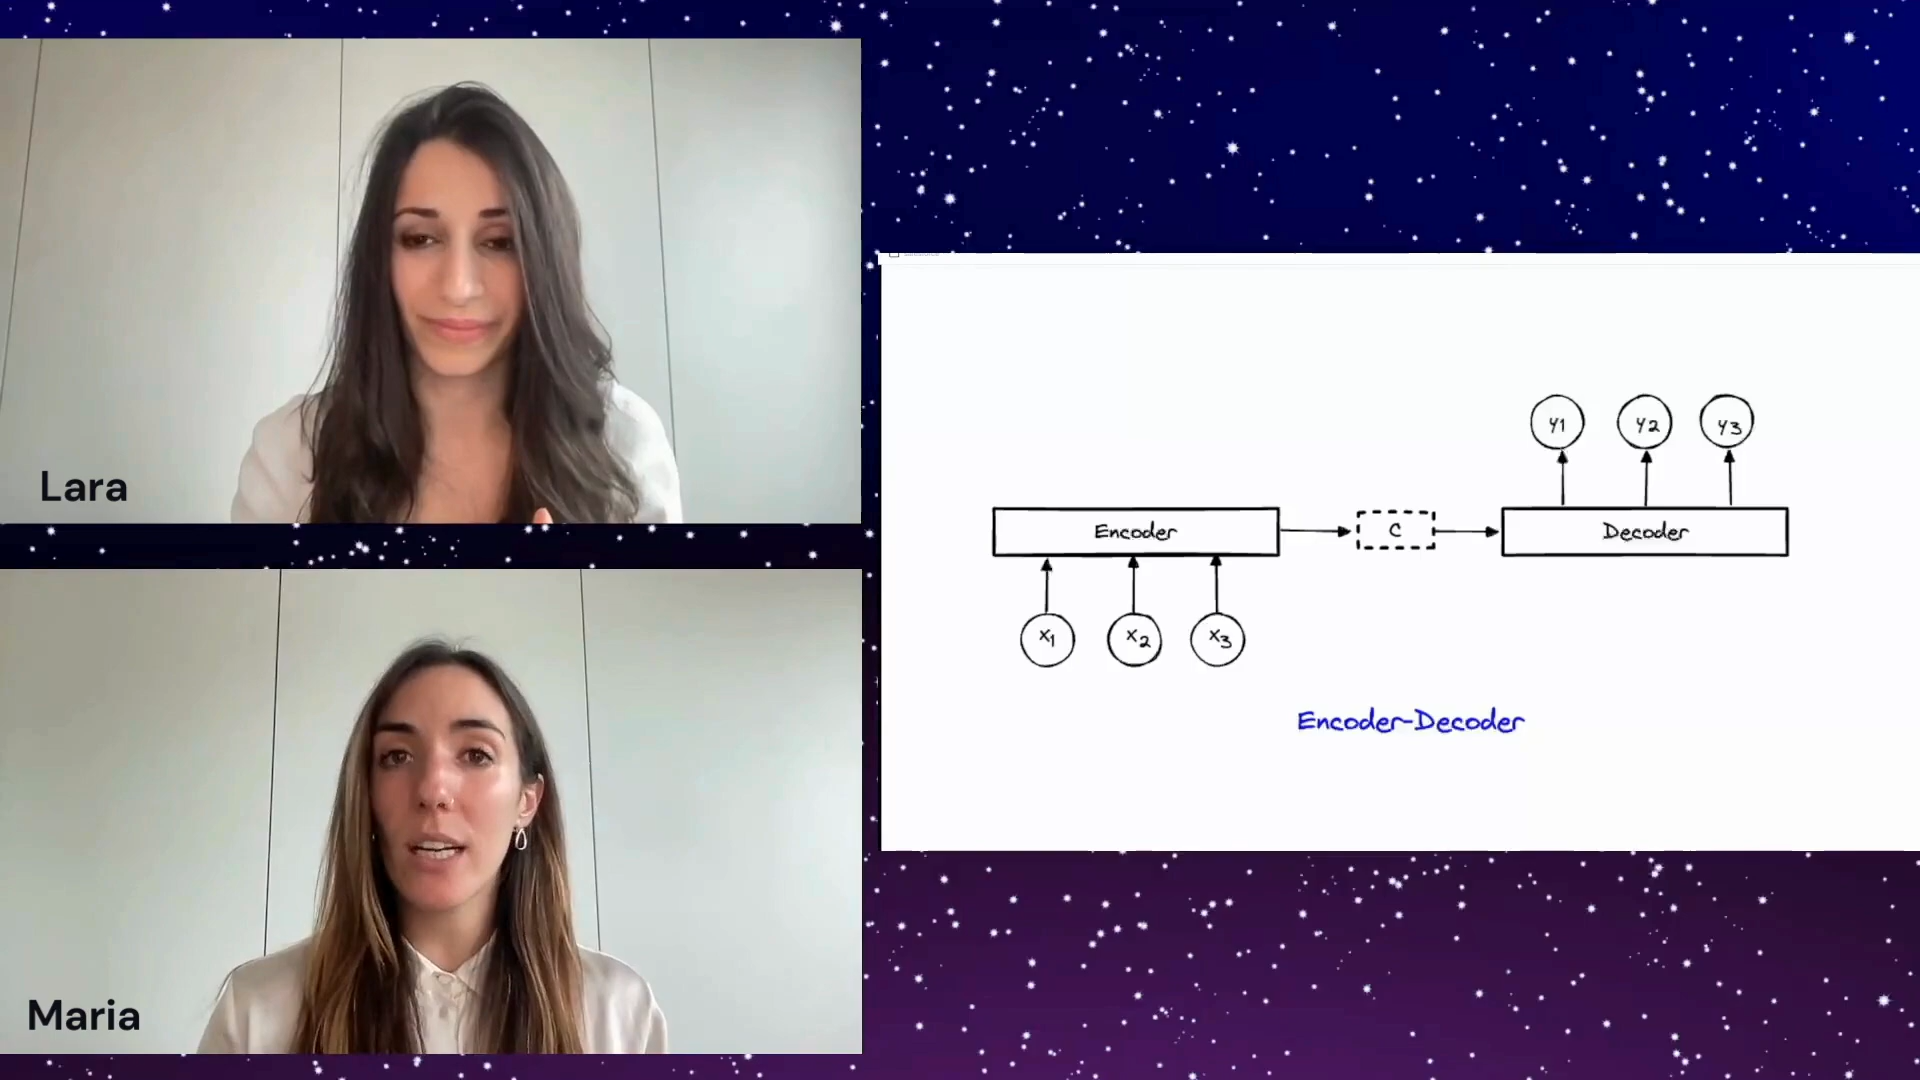 Lara
Maria
y1 y2 y3
Encoder C Decoder
x1 x2 x3
Encoder-Decoder